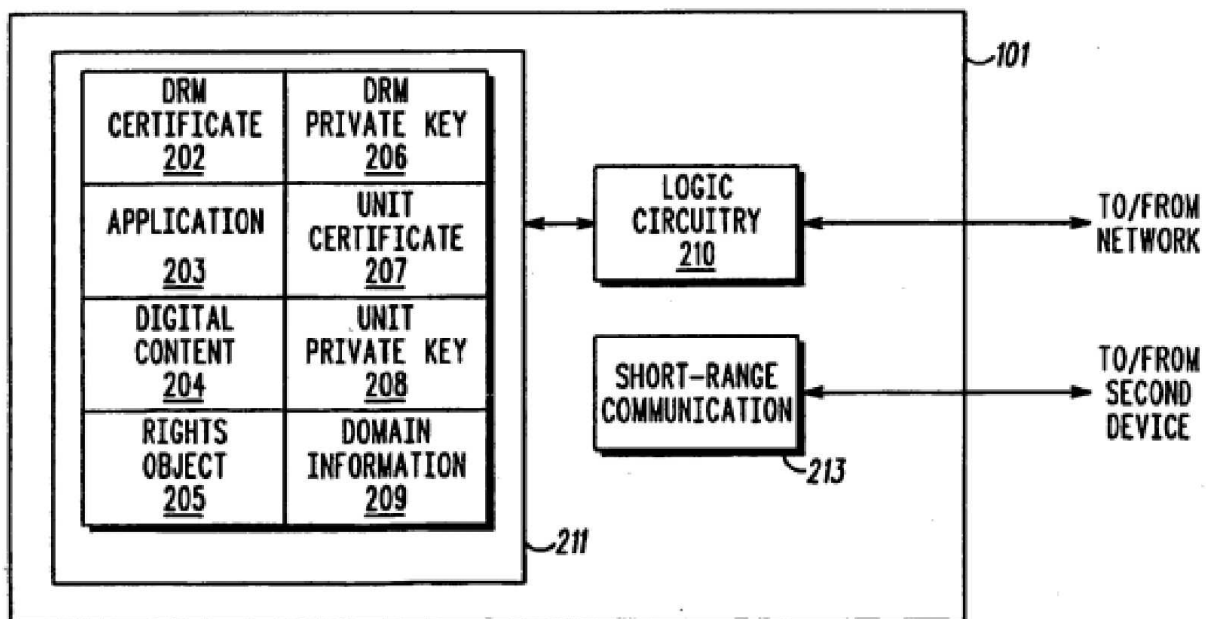 101
DRM
CERTIFICATE
202
DRM
PRIVATE KEY
206
APPLICATION
203
UNIT
CERTIFICATE
207
DIGITAL
CONTENT
204
UNIT
PRIVATE KEY
208
RIGHTS
OBJECT
205
DOMAIN
INFORMATION
209
211
LOGIC
CIRCUITRY
210
TO/FROM
NETWORK
SHORT-RANGE
COMMUNICATION
213
TO/FROM
SECOND
DEVICE